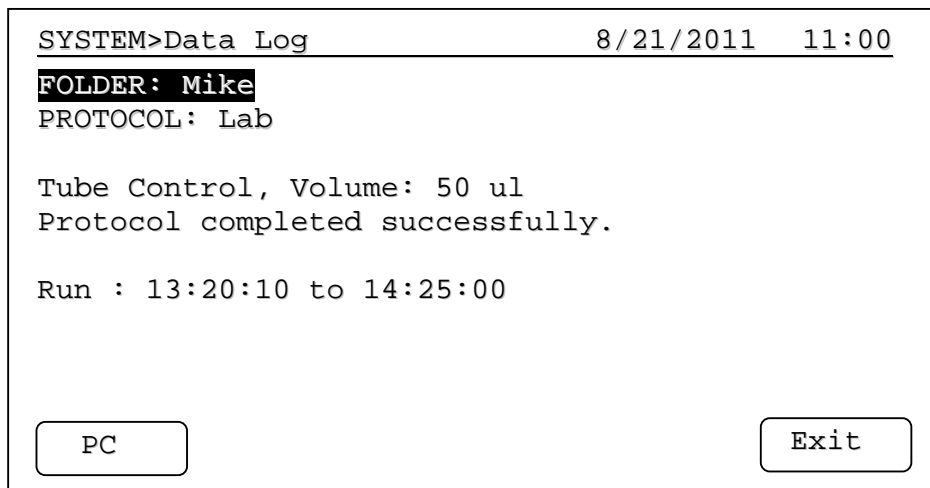 SYSTEM>Data Log 8/21/2011 11:00
FOLDER: Mike
PROTOCOL: Lab
Tube Control, Volume: 50 ul
Protocol completed successfully.
Run : 13:20:10 to 14:25:00
PC Exit